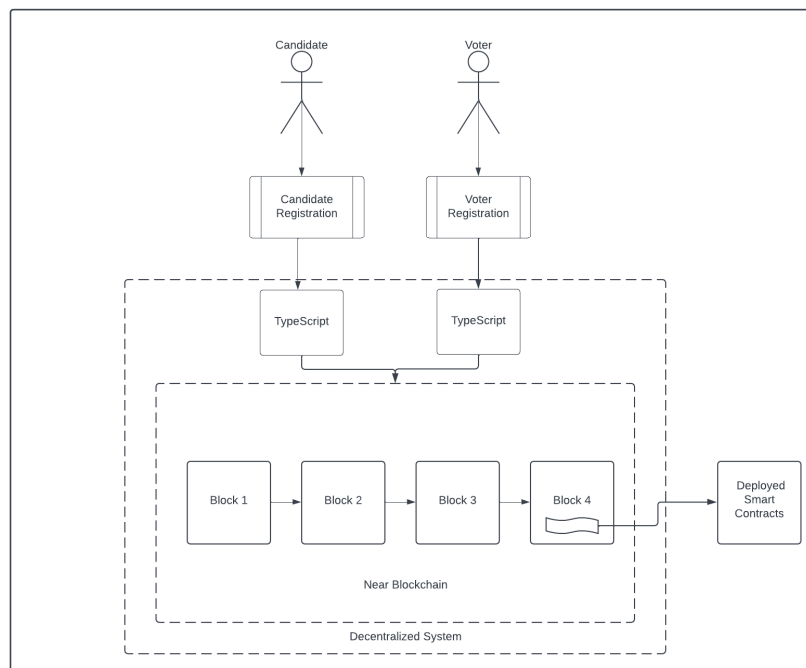 Candidate
Voter
Candidate
Registration
Voter
Registration
TypeScript
TypeScript
Block 1
Block 2
Block 3
Block 4
Deployed
Smart
Contracts
Near Blockchain
Decentralized System